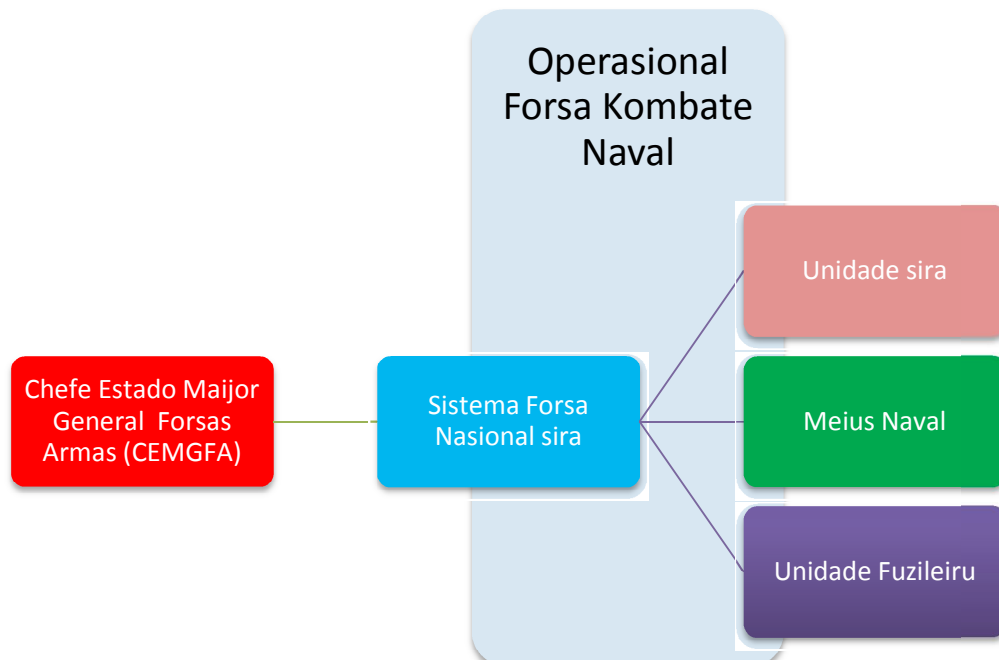 Operasional
Forsa Kombate
Naval
Unidade sira
Chefe Estado Maijor
General Forsas
Armas (CEMGFA)
Sistema Forsa
Nasional sira
Meius Naval
Unidade Fuzileiru